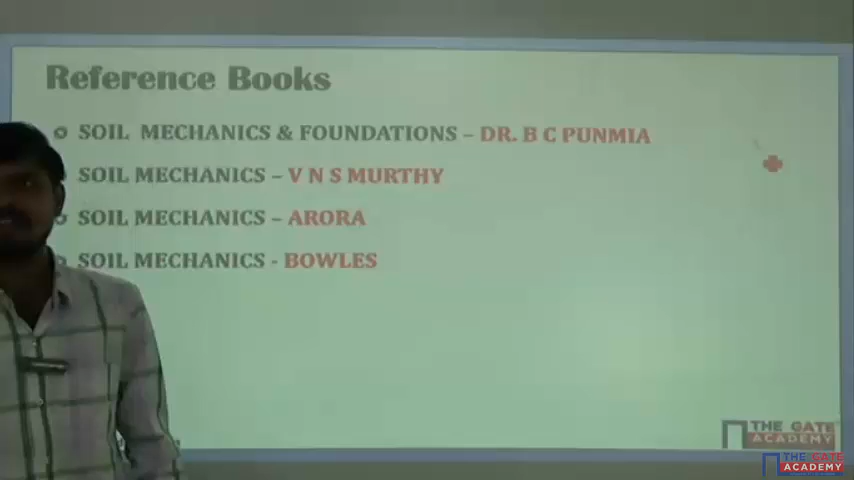 Reference Books
SOIL MECHANICS & FOUNDATIONS – DR. B C PUNMIA
SOIL MECHANICS – V N S MURTHY
SOIL MECHANICS – ARORA
SOIL MECHANICS - BOWLES
THE GATE
ACADEMY
THE GATE
ACADEMY